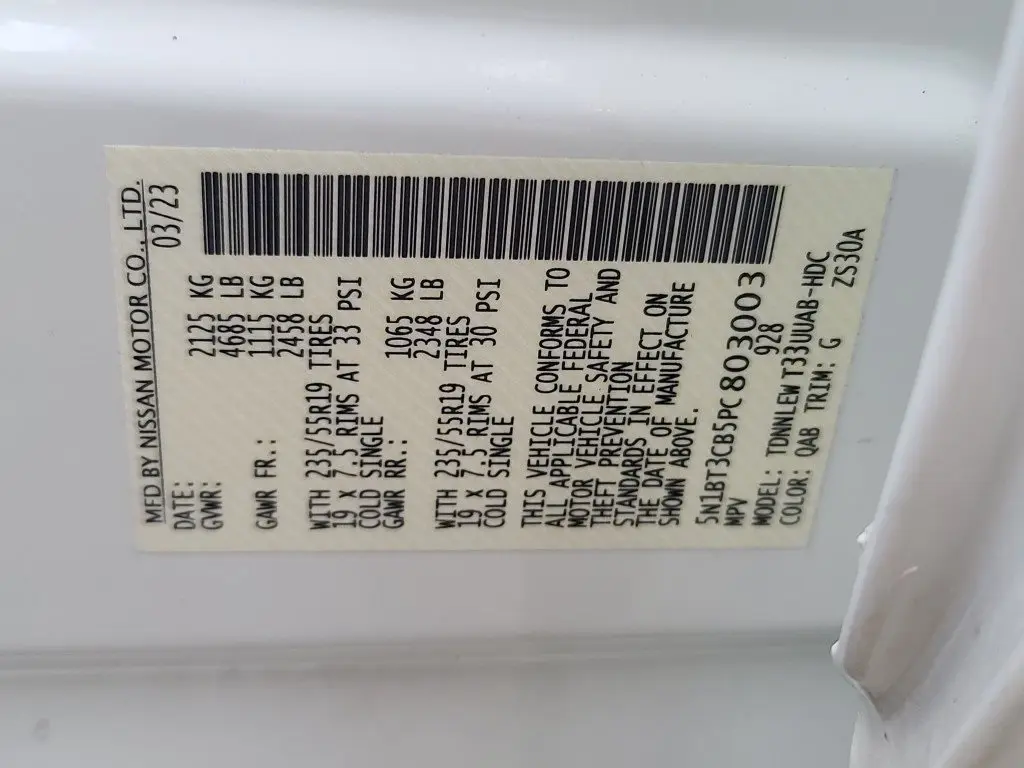 MFD BY NISSAN MOTOR CO., LTD.
DATE: 03/23
GVWR: 2125 KG
4685 LB
GAWR FR.: 1115 KG
2458 LB
WITH 235/55R19 TIRES
19 X 7.5 RIMS AT 33 PSI
COLD SINGLE
GAWR RR.: 1065 KG
2348 LB
WITH 235/55R19 TIRES
19 X 7.5 RIMS AT 30 PSI
COLD SINGLE
THIS VEHICLE CONFORMS TO
ALL APPLICABLE FEDERAL
MOTOR VEHICLE SAFETY AND
THEFT PREVENTION
STANDARDS IN EFFECT ON
THE DATE OF MANUFACTURE
SHOWN ABOVE.
5N1BT3CB5PC803003
MPV 928
MODEL: TDNNLEW T33UUAB-HDC
COLOR: QAB TRIM: G ZS30A